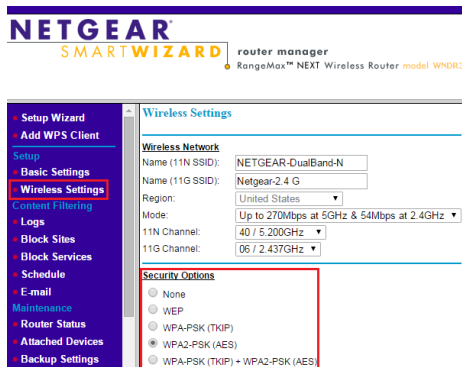 NETGEAR®
SMARTWIZARD router manager
RangeMax™ NEXT Wireless Router model WNDR3
Setup Wizard
Add WPS Client
Setup
Basic Settings
Wireless Settings
Content Filtering
Logs
Block Sites
Block Services
Schedule
E-mail
Maintenance
Router Status
Attached Devices
Backup Settings
Wireless Settings
Wireless Network
Name (11N SSID): NETGEAR-DualBand-N
Name (11G SSID): Netgear-2.4 G
Region: United States
Mode: Up to 270Mbps at 5GHz & 54Mbps at 2.4GHz
11N Channel: 40 / 5.200GHz
11G Channel: 06 / 2.437GHz
Security Options
None
WEP
WPA-PSK (TKIP)
WPA2-PSK (AES)
WPA-PSK (TKIP) + WPA2-PSK (AES)